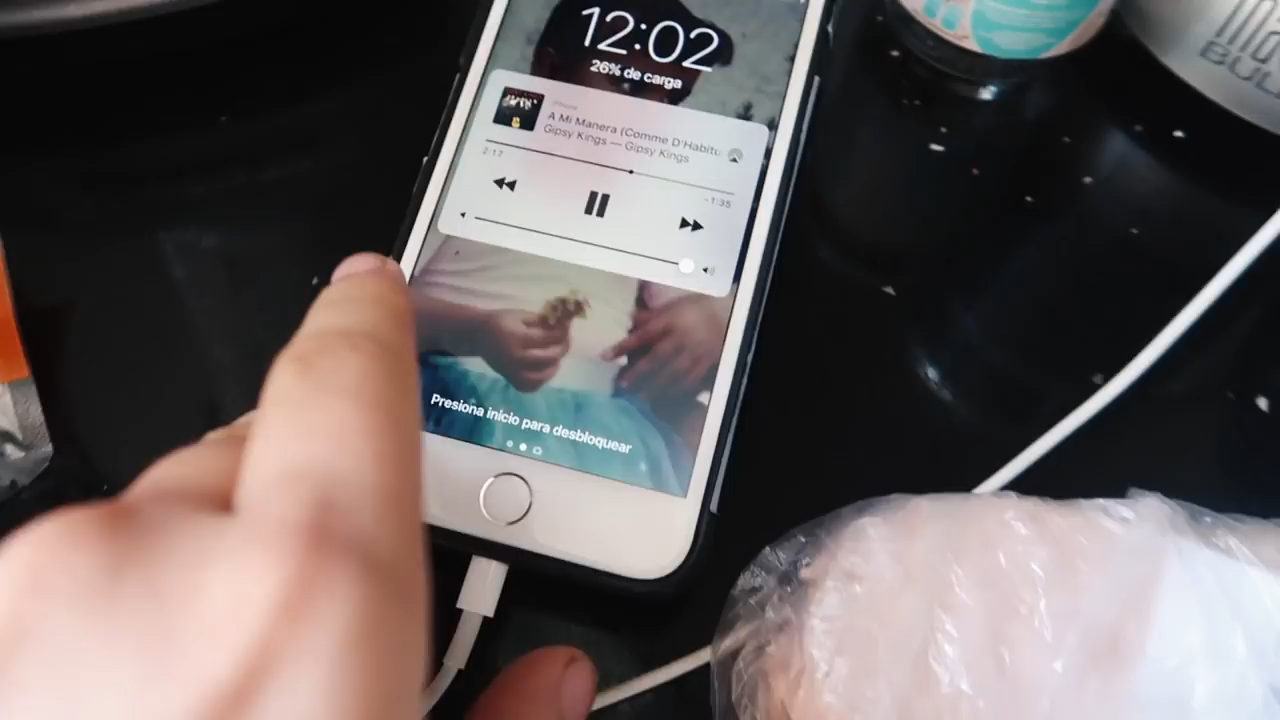 12:02
26% de carga
iPhone
A Mi Manera (Comme D'Habitu
Gipsy Kings — Gipsy Kings
2:17
-1:35
Presiona inicio para desbloquear